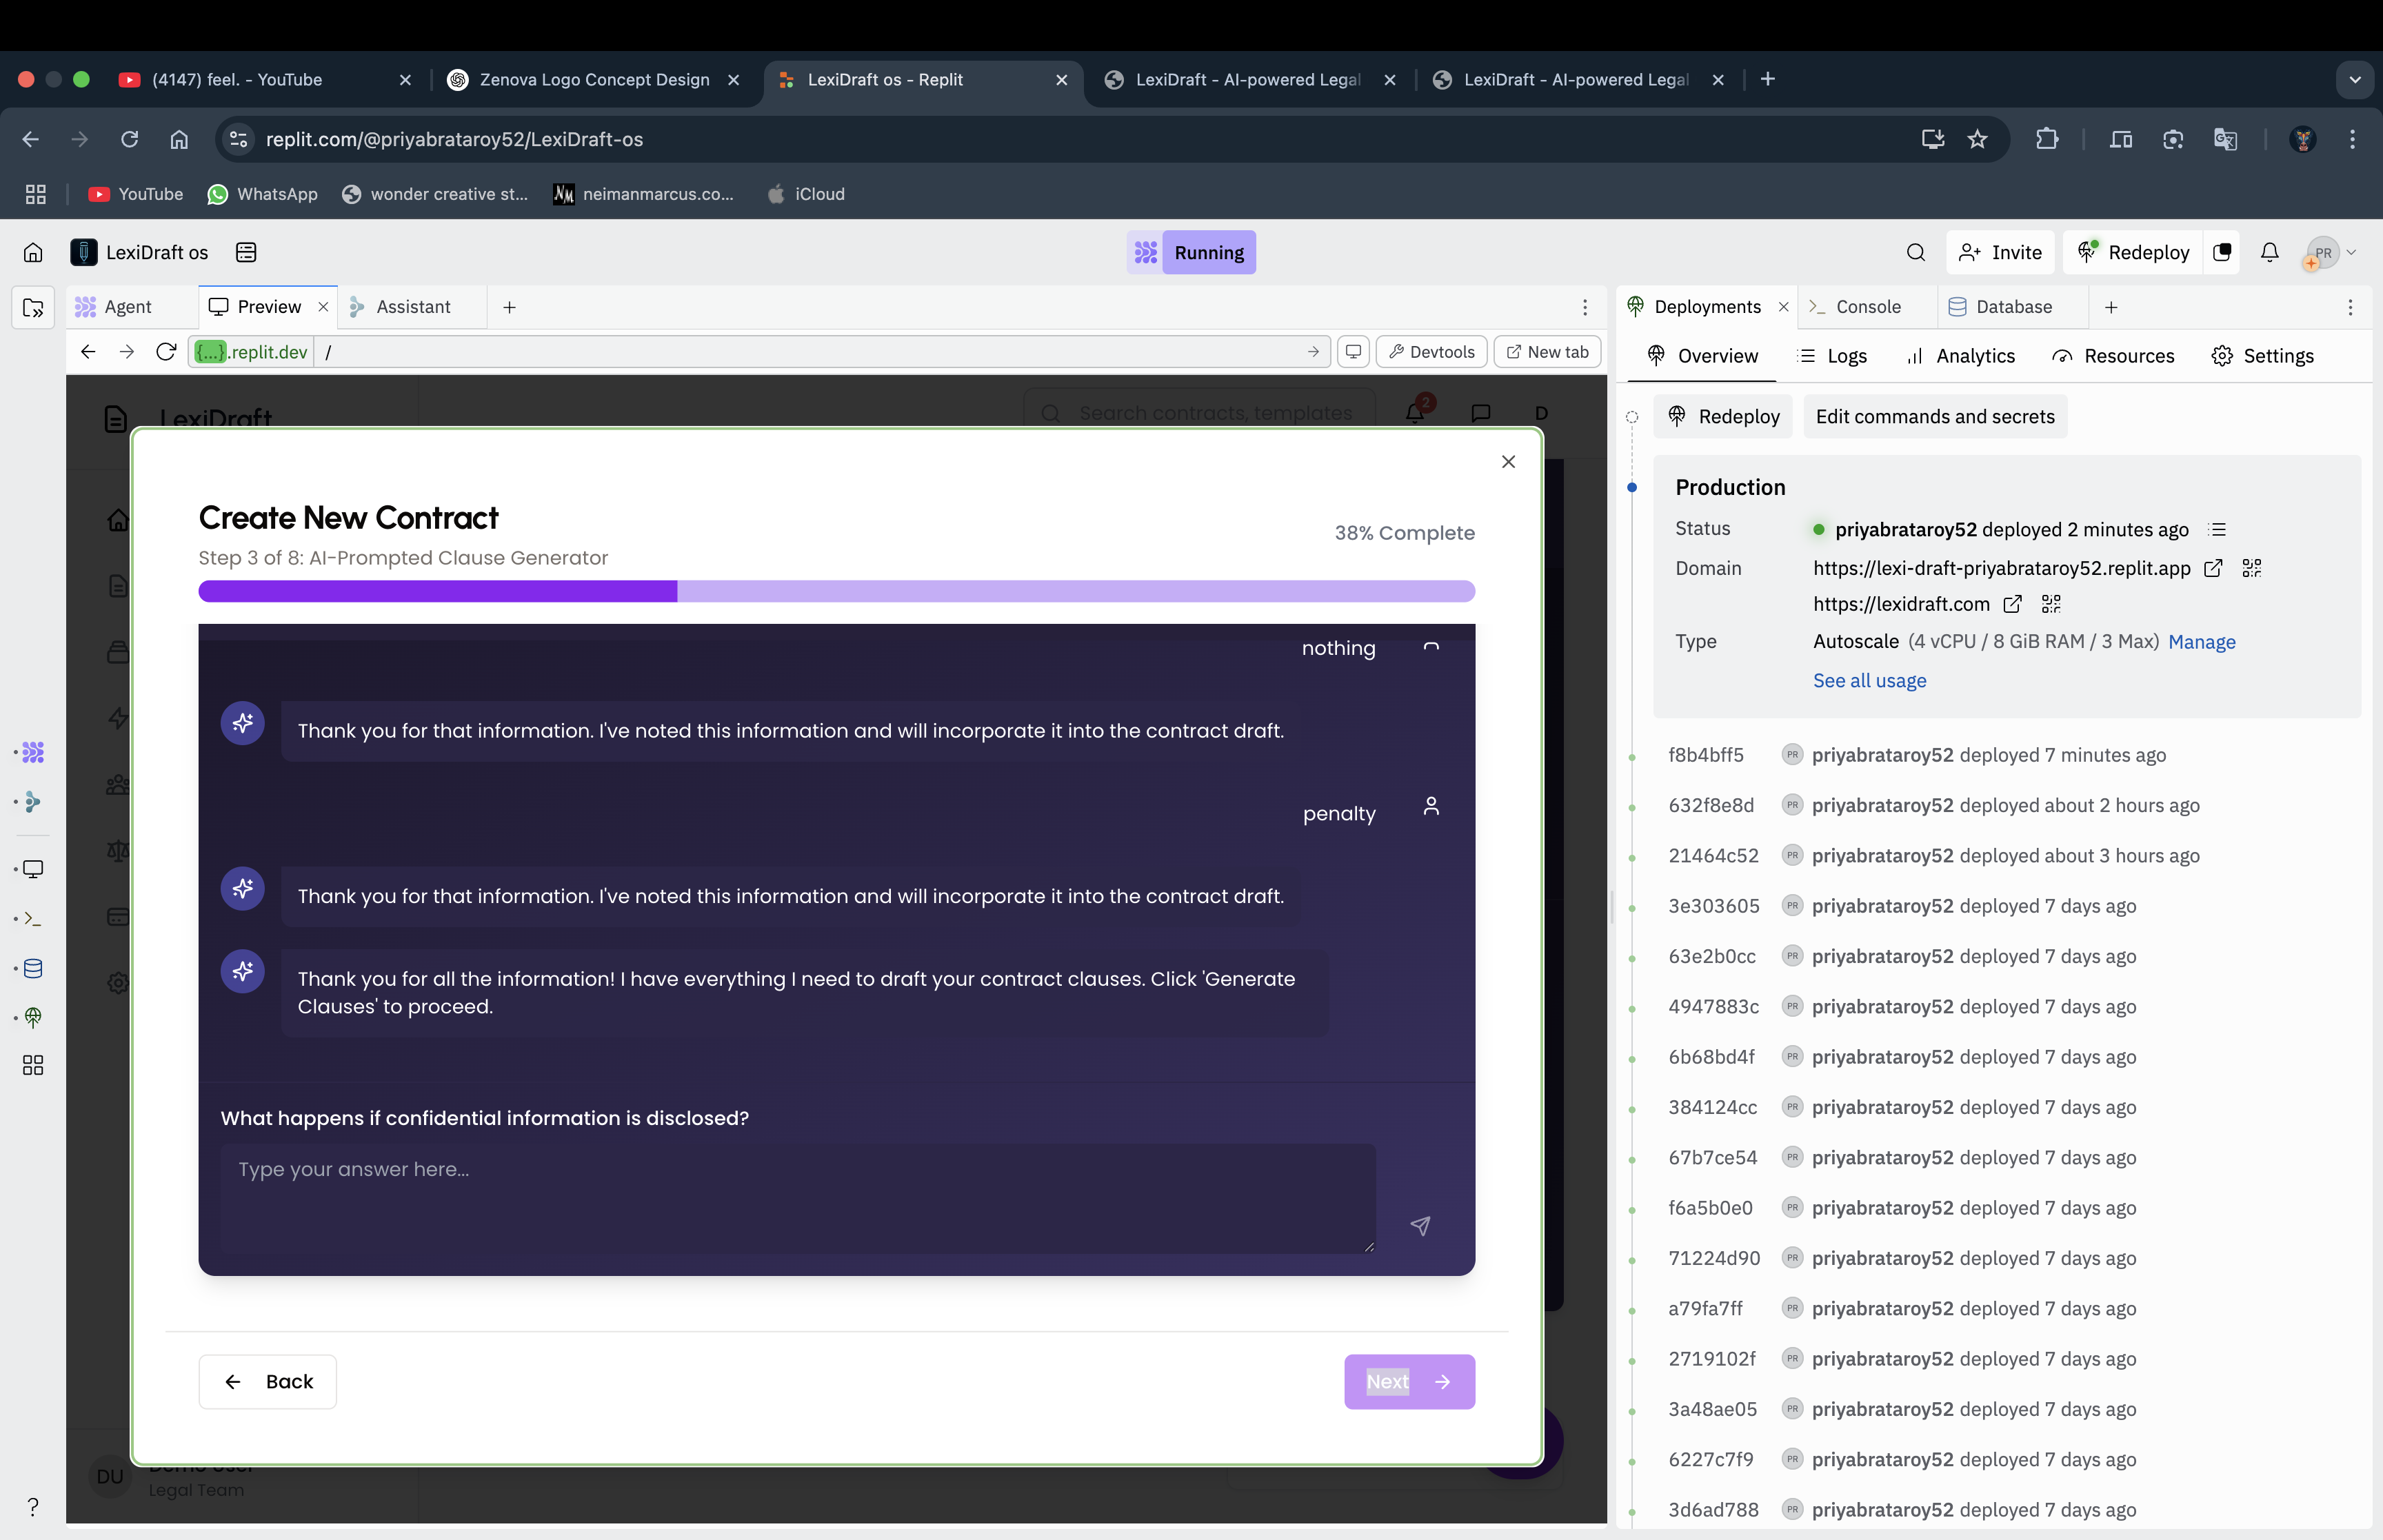 (4147) feel. - YouTube
Zenova Logo Concept Design
LexiDraft os - Replit
LexiDraft - AI-powered Legal
LexiDraft - AI-powered Legal
replit.com/@priyabrataroy52/LexiDraft-os
YouTube
WhatsApp
wonder creative st...
neimanmarcus.co...
iCloud
LexiDraft os
Running
Invite
Redeploy
PR
Agent
Preview
Assistant
{...}.replit.dev /
Devtools
New tab
LexiDraft
Search contracts, templates
2
D
Create New Contract
38% Complete
Step 3 of 8: AI-Prompted Clause Generator
nothing
Thank you for that information. I've noted this information and will incorporate it into the contract draft.
penalty
Thank you for that information. I've noted this information and will incorporate it into the contract draft.
Thank you for all the information! I have everything I need to draft your contract clauses. Click 'Generate
Clauses' to proceed.
What happens if confidential information is disclosed?
Type your answer here...
Back
Next
DU
Demo User
Legal Team
Deployments
Console
Database
Overview
Logs
Analytics
Resources
Settings
Redeploy
Edit commands and secrets
Production
Status
priyabrataroy52 deployed 2 minutes ago
Domain
https://lexi-draft-priyabrataroy52.replit.app
https://lexidraft.com
Type
Autoscale (4 vCPU / 8 GiB RAM / 3 Max) Manage
See all usage
f8b4bff5 PR priyabrataroy52 deployed 7 minutes ago
632f8e8d PR priyabrataroy52 deployed about 2 hours ago
21464c52 PR priyabrataroy52 deployed about 3 hours ago
3e303605 PR priyabrataroy52 deployed 7 days ago
63e2b0cc PR priyabrataroy52 deployed 7 days ago
4947883c PR priyabrataroy52 deployed 7 days ago
6b68bd4f PR priyabrataroy52 deployed 7 days ago
384124cc PR priyabrataroy52 deployed 7 days ago
67b7ce54 PR priyabrataroy52 deployed 7 days ago
f6a5b0e0 PR priyabrataroy52 deployed 7 days ago
71224d90 PR priyabrataroy52 deployed 7 days ago
a79fa7ff PR priyabrataroy52 deployed 7 days ago
2719102f PR priyabrataroy52 deployed 7 days ago
3a48ae05 PR priyabrataroy52 deployed 7 days ago
6227c7f9 PR priyabrataroy52 deployed 7 days ago
3d6ad788 PR priyabrataroy52 deployed 7 days ago